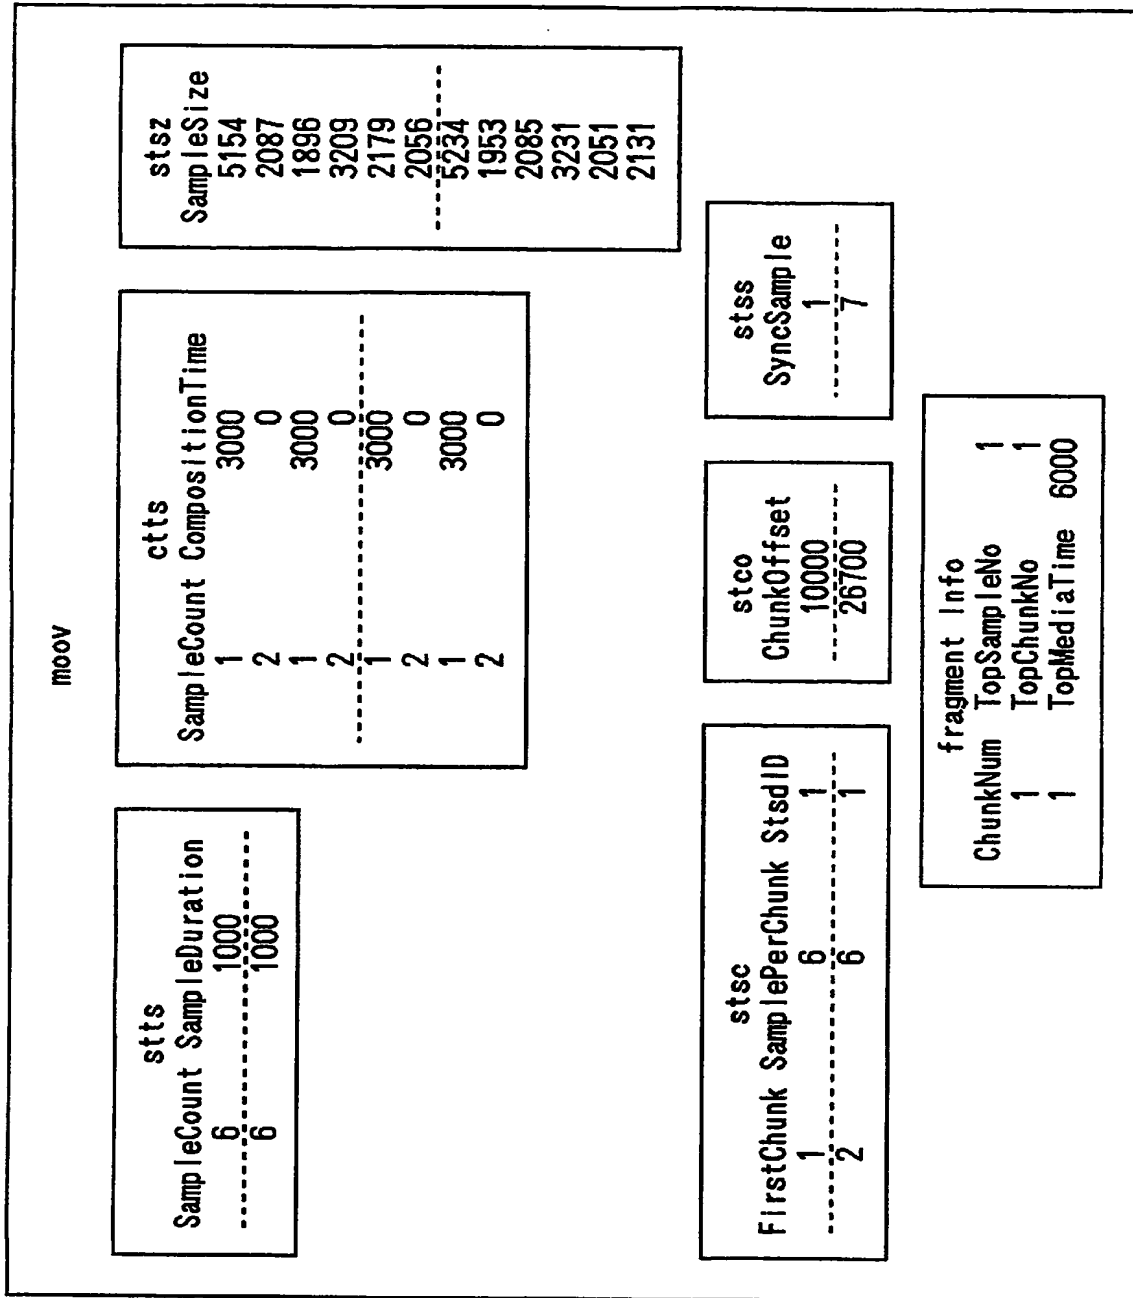 moov
stts
SampleCount SampleDuration
6 1000
6 1000
ctts
SampleCount CompositionTime
1 3000
2 0
1 3000
2 0
1 3000
2 0
1 3000
2 0
stsz
SampleSize
5154
2087
1896
3209
2179
2056
5234
1953
2085
3231
2051
2131
stsc
FirstChunk SamplePerChunk StsdID
1 6 1
2 6 1
stco
ChunkOffset
10000
26700
stss
SyncSample
1
7
fragment Info
ChunkNum TopSampleNo 1
1 TopChunkNo 1
1 TopMediaTime 6000